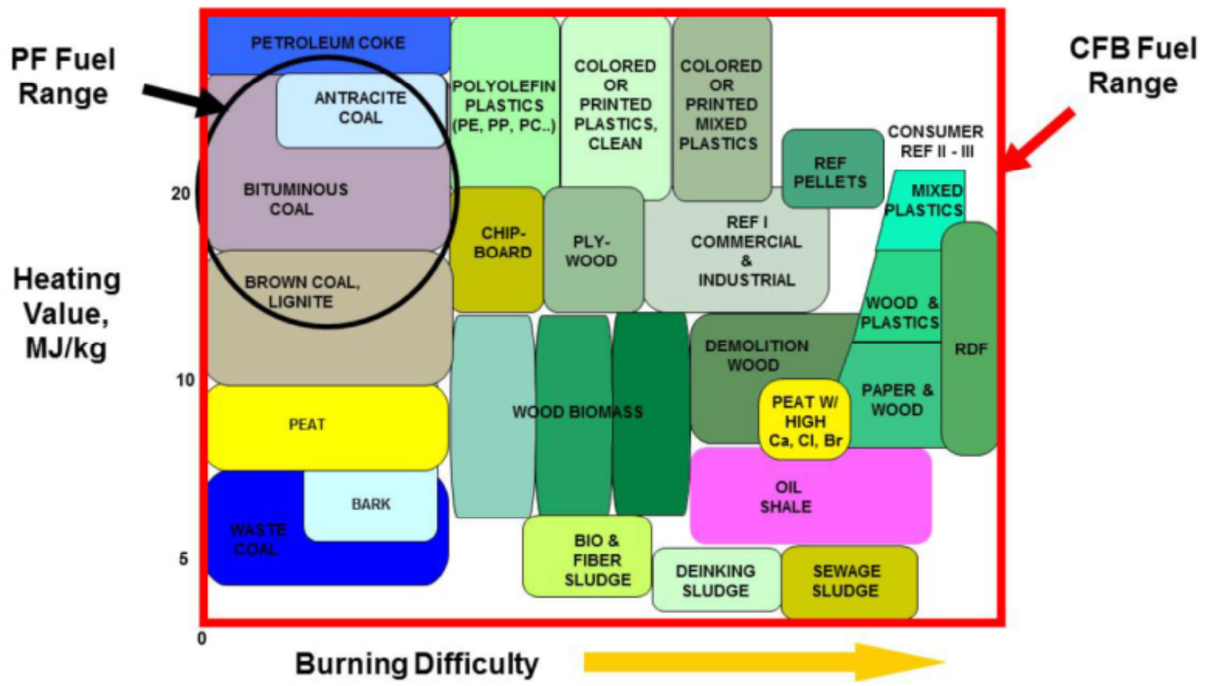 PF Fuel
Range
CFB Fuel
Range
PETROLEUM COKE
ANTRACITE
COAL
POLYOLEFIN
PLASTICS
(PE, PP, PC..)
COLORED
OR
PRINTED
PLASTICS,
CLEAN
COLORED
OR
PRINTED
MIXED
PLASTICS
CONSUMER
REF II - III
REF
PELLETS
MIXED
PLASTICS
20
BITUMINOUS
COAL
CHIP-
BOARD
PLY-
WOOD
REF I
COMMERCIAL
&
INDUSTRIAL
Heating
Value,
MJ/kg
BROWN COAL,
LIGNITE
WOOD &
PLASTICS
RDF
DEMOLITION
WOOD
10
PEAT
WOOD BIOMASS
PEAT W/
HIGH
Ca, Cl, Br
PAPER &
WOOD
BARK
WASTE
COAL
OIL
SHALE
5
BIO &
FIBER
SLUDGE
DEINKING
SLUDGE
SEWAGE
SLUDGE
0
Burning Difficulty